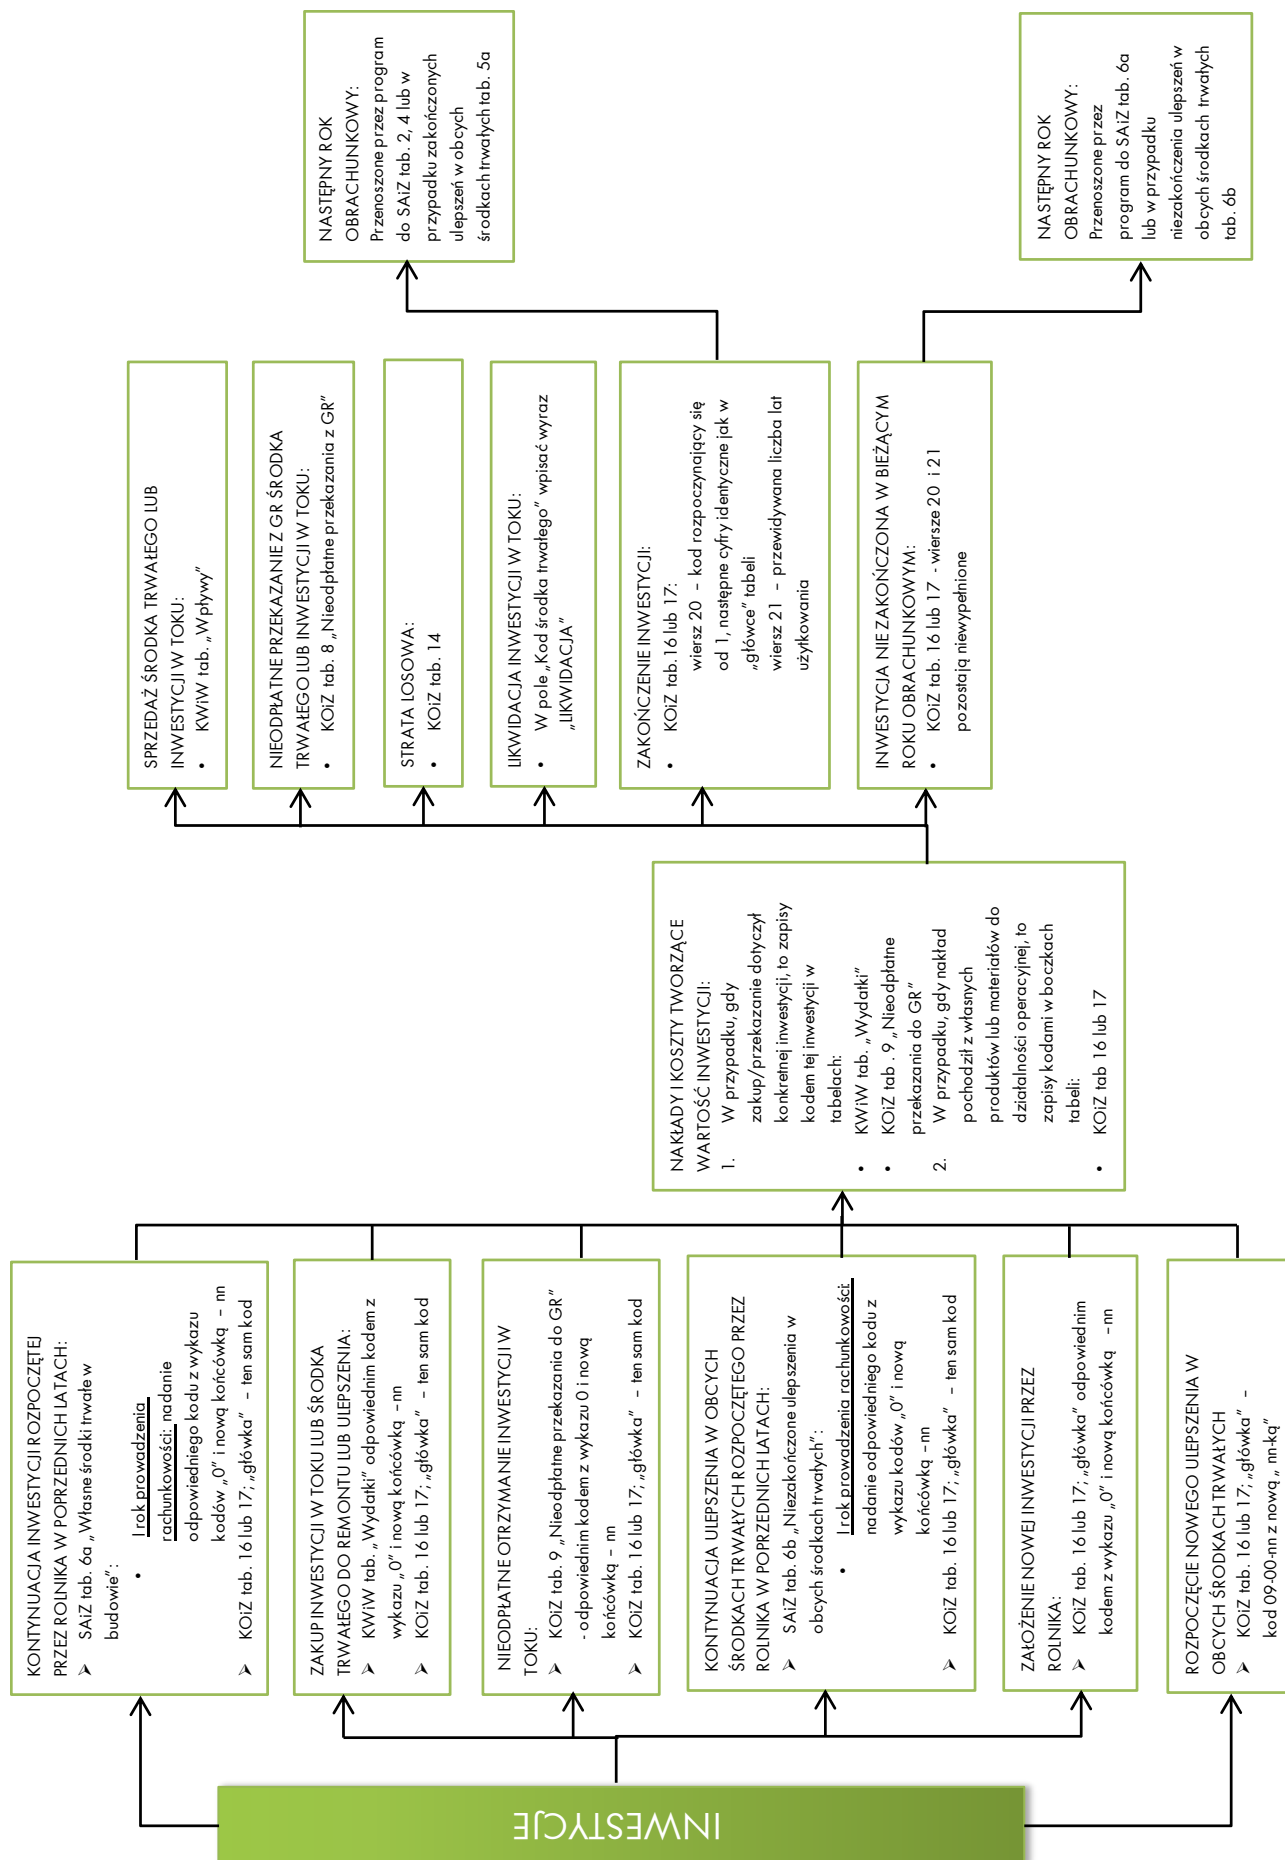 INWESTYCJE
KONTYNUACJA INWESTYCJI ROZPOCZĘTEJ
PRZEZ ROLNIKA W POPRZEDNICH LATACH:
➢ SAiZ tab. 6a „Własne środki trwałe w
budowie":
• I rok prowadzenia
rachunkowości: nadanie
odpowiedniego kodu z wykazu
kodów „0" i nową końcówką – nn
➢ KOiZ tab. 16 lub 17; „główka" – ten sam kod
ZAKUP INWESTYCJI W TOKU LUB ŚRODKA
TRWAŁEGO DO REMONTU LUB ULEPSZENIA:
➢ KWiW tab. „Wydatki" odpowiednim kodem z
wykazu „0" i nową końcówką – nn
➢ KOiZ tab. 16 lub 17; „główka" – ten sam kod
NIEODPŁATNE OTRZYMANIE INWESTYCJI W
TOKU:
➢ KOiZ tab. 9 „Nieodpłatne przekazania do GR"
- odpowiednim kodem z wykazu 0 i nową
końcówką – nn
➢ KOiZ tab. 16 lub 17; „główka" – ten sam kod
KONTYNUACJA ULEPSZENIA W OBCYCH
ŚRODKACH TRWAŁYCH ROZPOCZĘTEGO PRZEZ
ROLNIKA W POPRZEDNICH LATACH:
➢ SAiZ tab. 6b „Niezakończone ulepszenia w
obcych środkach trwałych":
• I rok prowadzenia rachunkowości:
nadanie odpowiedniego kodu z
wykazu kodów „0" i nową
końcówką – nn
➢ KOiZ tab. 16 lub 17; „główka" – ten sam kod
ZAŁOŻENIE NOWEJ INWESTYCJI PRZEZ
ROLNIKA:
➢ KOiZ tab. 16 lub 17; „główka" odpowiednim
kodem z wykazu „0" i nową końcówką – nn
ROZPOCZĘCIE NOWEGO ULEPSZENIA W
OBCYCH ŚRODKACH TRWAŁYCH
➢ KOiZ tab. 16 lub 17; „główka" –
kod 09-00-nn z nową „ nn-ką"
NAKŁADY I KOSZTY TWORZĄCE
WARTOŚĆ INWESTYCJI:
1. W przypadku, gdy
zakup/przekazanie dotyczył
konkretnej inwestycji, to zapisy
kodem tej inwestycji w
tabelach:
• KWiW tab. „Wydatki"
• KOiZ tab . 9 „Nieodpłatne
przekazania do GR"
2. W przypadku, gdy nakład
pochodził z własnych
produktów lub materiałów do
działalności operacyjnej, to
zapisy kodami w boczkach
tabeli:
• KOiZ tab 16 lub 17
SPRZEDAŻ ŚRODKA TRWAŁEGO LUB
INWESTYCJI W TOKU:
• KWiW tab. „Wpływy"
NIEODPŁATNE PRZEKAZANIE Z GR ŚRODKA
TRWAŁEGO LUB INWESTYCJI W TOKU:
• KOiZ tab. 8 „Nieodpłatne przekazania z GR"
STRATA LOSOWA:
• KOiZ tab. 14
LIKWIDACJA INWESTYCJI W TOKU:
• W pole „Kod środka trwałego" wpisać wyraz
„LIKWIDACJA"
ZAKOŃCZENIE INWESTYCJI:
• KOiZ tab.16 lub 17:
wiersz 20 – kod rozpoczynający się
od 1, następne cyfry identyczne jak w
„główce" tabeli
wiersz 21 – przewidywana liczba lat
użytkowania
INWESTYCJA NIE ZAKOŃCZONA W BIEŻĄCYM
ROKU OBRACHUNKOWYM:
• KOiZ tab. 16 lub 17 - wiersze 20 i 21
pozostają niewypełnione
NASTĘPNY ROK
OBRACHUNKOWY:
Przenoszone przez program
do SAiZ tab. 2, 4 lub w
przypadku zakończonych
ulepszeń w obcych
środkach trwałych tab. 5a
NASTĘPNY ROK
OBRACHUNKOWY:
Przenoszone przez
program do SAiZ tab. 6a
lub w przypadku
niezakończenia ulepszeń w
obcych środkach trwałych
tab. 6b